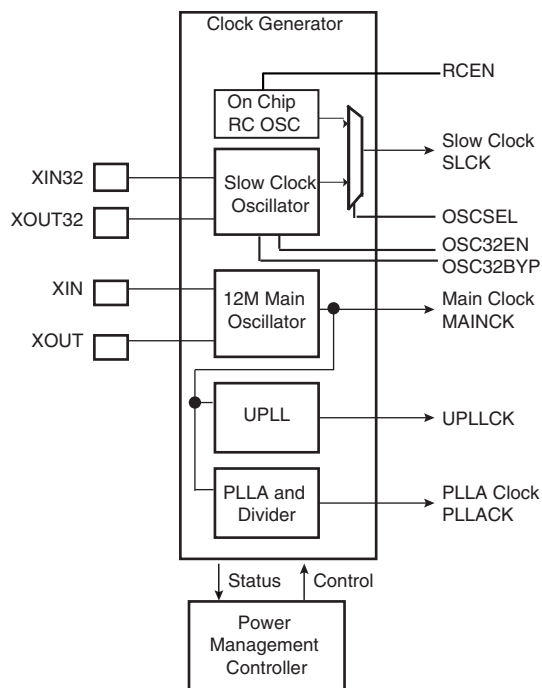 Clock Generator
RCEN
On Chip
RC OSC
Slow Clock
SLCK
XIN32
Slow Clock
Oscillator
XOUT32
OSCSEL
OSC32EN
OSC32BYP
XIN
12M Main
Oscillator
Main Clock
MAINCK
XOUT
UPLL
UPLLCK
PLLA and
Divider
PLLA Clock
PLLACK
Status
Control
Power
Management
Controller